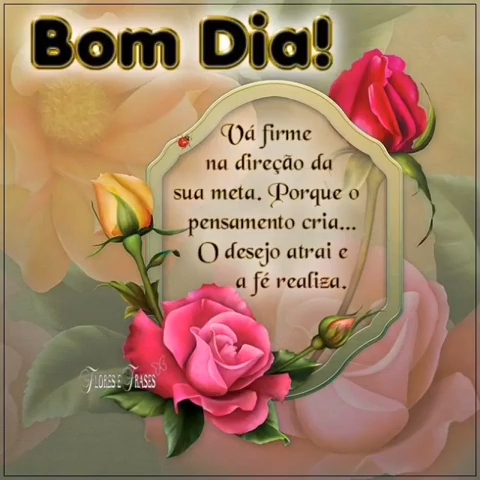 Bom Dia!
Vá firme
na direção da
sua meta. Porque o
pensamento cria...
O desejo atrai e
a fé realiza.
Flores e Frases